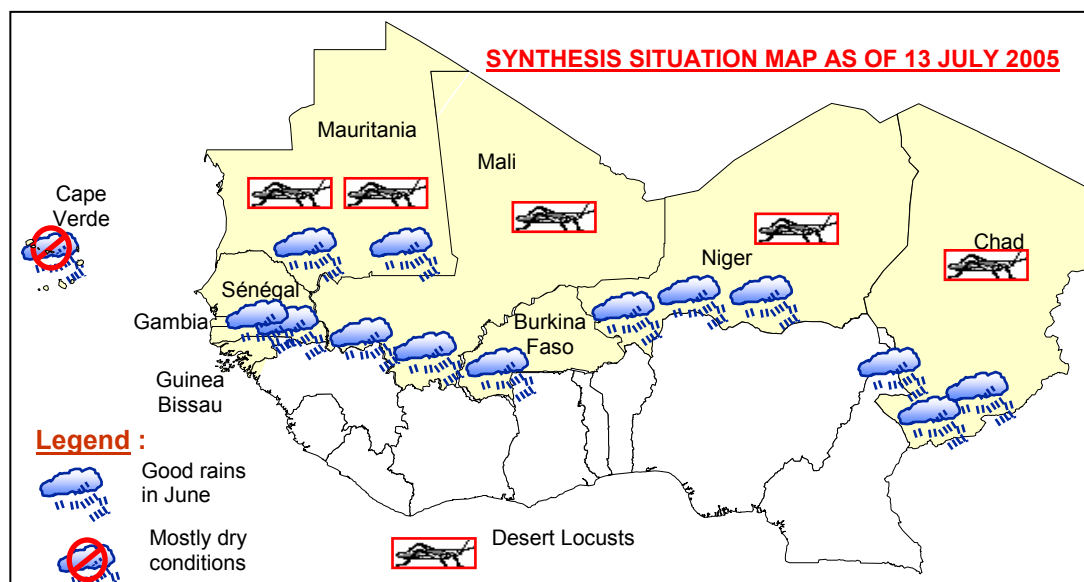 SYNTHESIS SITUATION MAP AS OF 13 JULY 2005
Mauritania
Mali
Cape
Verde
Niger
Chad
Sénégal
Gambia
Burkina
Faso
Guinea
Bissau
Legend :
Good rains
in June
Mostly dry
conditions
Desert Locusts